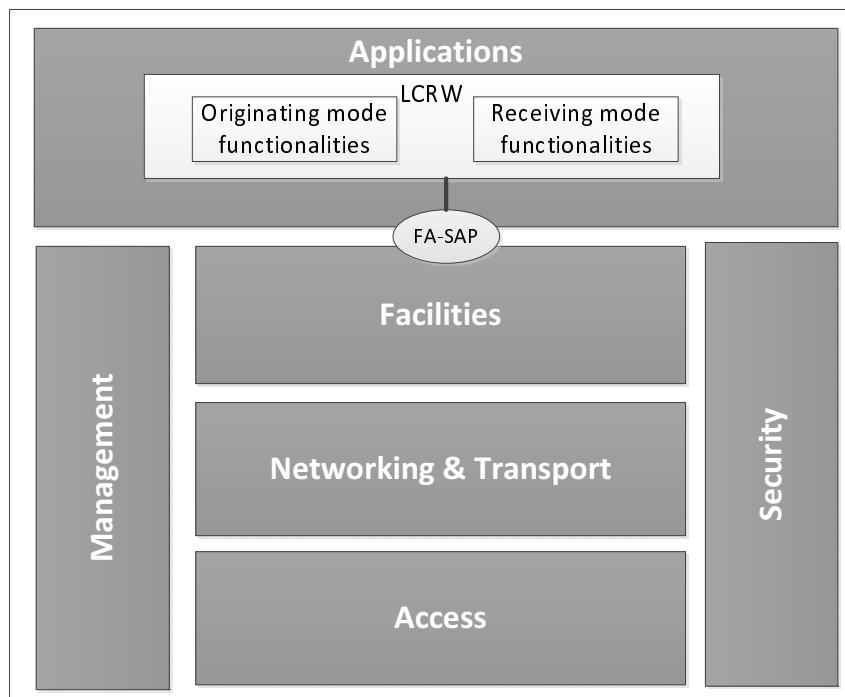 Applications
LCRW
Originating mode
functionalities
Receiving mode
functionalities
FA-SAP
Management
Facilities
Networking & Transport
Access
Security